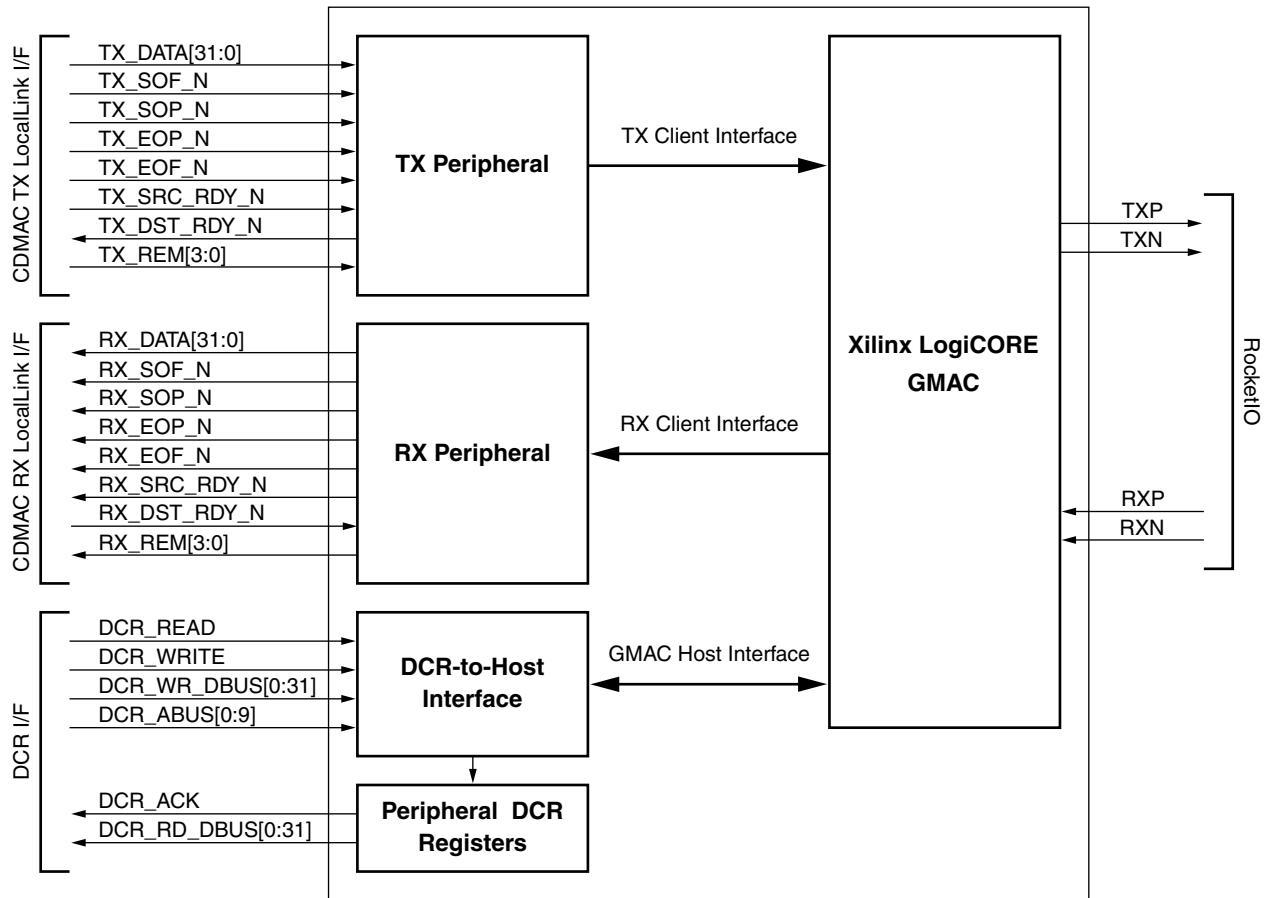 CDMAC TX LocalLink I/F
TX_DATA[31:0]
TX_SOF_N
TX_SOP_N
TX_EOP_N
TX_EOF_N
TX_SRC_RDY_N
TX_DST_RDY_N
TX_REM[3:0]
TX Peripheral
TX Client Interface
CDMAC RX LocalLink I/F
RX_DATA[31:0]
RX_SOF_N
RX_SOP_N
RX_EOP_N
RX_EOF_N
RX_SRC_RDY_N
RX_DST_RDY_N
RX_REM[3:0]
RX Peripheral
RX Client Interface
DCR I/F
DCR_READ
DCR_WRITE
DCR_WR_DBUS[0:31]
DCR_ABUS[0:9]
DCR_ACK
DCR_RD_DBUS[0:31]
DCR-to-Host
Interface
GMAC Host Interface
Peripheral DCR
Registers
Xilinx LogiCORE
GMAC
TXP
TXN
RXP
RXN
RocketIO